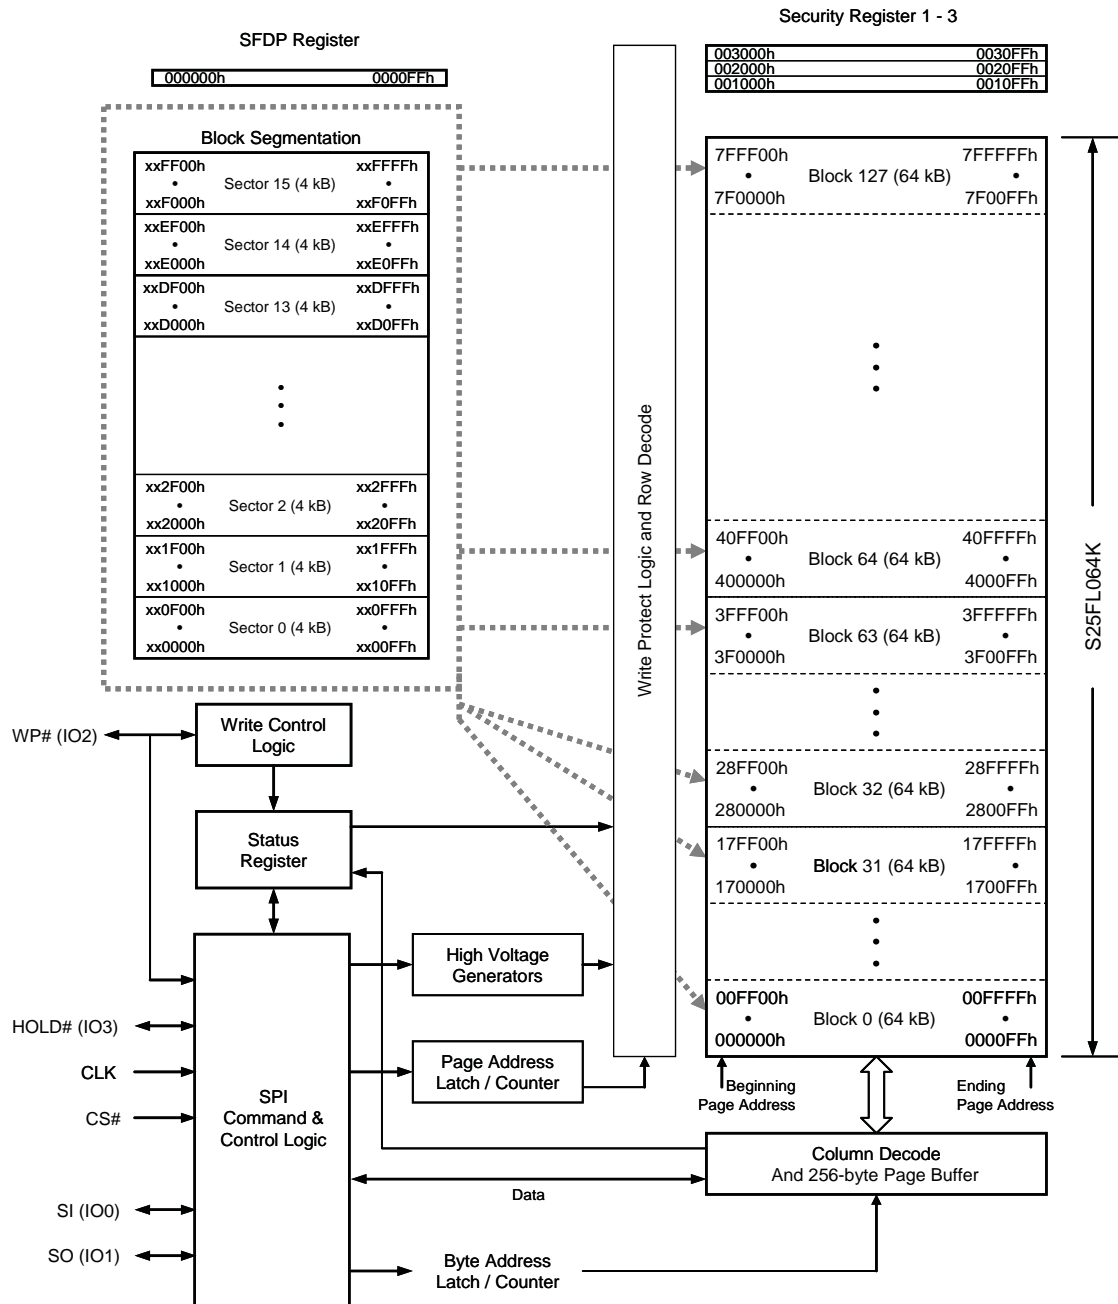 Security Register 1 - 3
SFDP Register
003000h 0030FFh
002000h 0020FFh
001000h 0010FFh
000000h 0000FFh
Block Segmentation
xxFF00h xxFFFFh
Sector 15 (4 kB)
xxF000h xxF0FFh
xxEF00h xxEFFFh
Sector 14 (4 kB)
xxE000h xxE0FFh
xxDF00h xxDFFFh
Sector 13 (4 kB)
xxD000h xxD0FFh
xx2F00h xx2FFFh
Sector 2 (4 kB)
xx2000h xx20FFh
xx1F00h xx1FFFh
Sector 1 (4 kB)
xx1000h xx10FFh
xx0F00h xx0FFFh
Sector 0 (4 kB)
xx0000h xx00FFh
Write Protect Logic and Row Decode
7FFF00h 7FFFFFh
Block 127 (64 kB)
7F0000h 7F00FFh
40FF00h 40FFFFh
Block 64 (64 kB)
400000h 4000FFh
3FFF00h 3FFFFFh
Block 63 (64 kB)
3F0000h 3F00FFh
28FF00h 28FFFFh
Block 32 (64 kB)
280000h 2800FFh
17FF00h 17FFFFh
Block 31 (64 kB)
170000h 1700FFh
00FF00h 00FFFFh
Block 0 (64 kB)
000000h 0000FFh
S25FL064K
Beginning
Page Address
Ending
Page Address
WP# (IO2)
Write Control
Logic
Status
Register
High Voltage
Generators
HOLD# (IO3)
CLK
CS#
SI (IO0)
SO (IO1)
SPI
Command &
Control Logic
Page Address
Latch / Counter
Column Decode
And 256-byte Page Buffer
Data
Byte Address
Latch / Counter